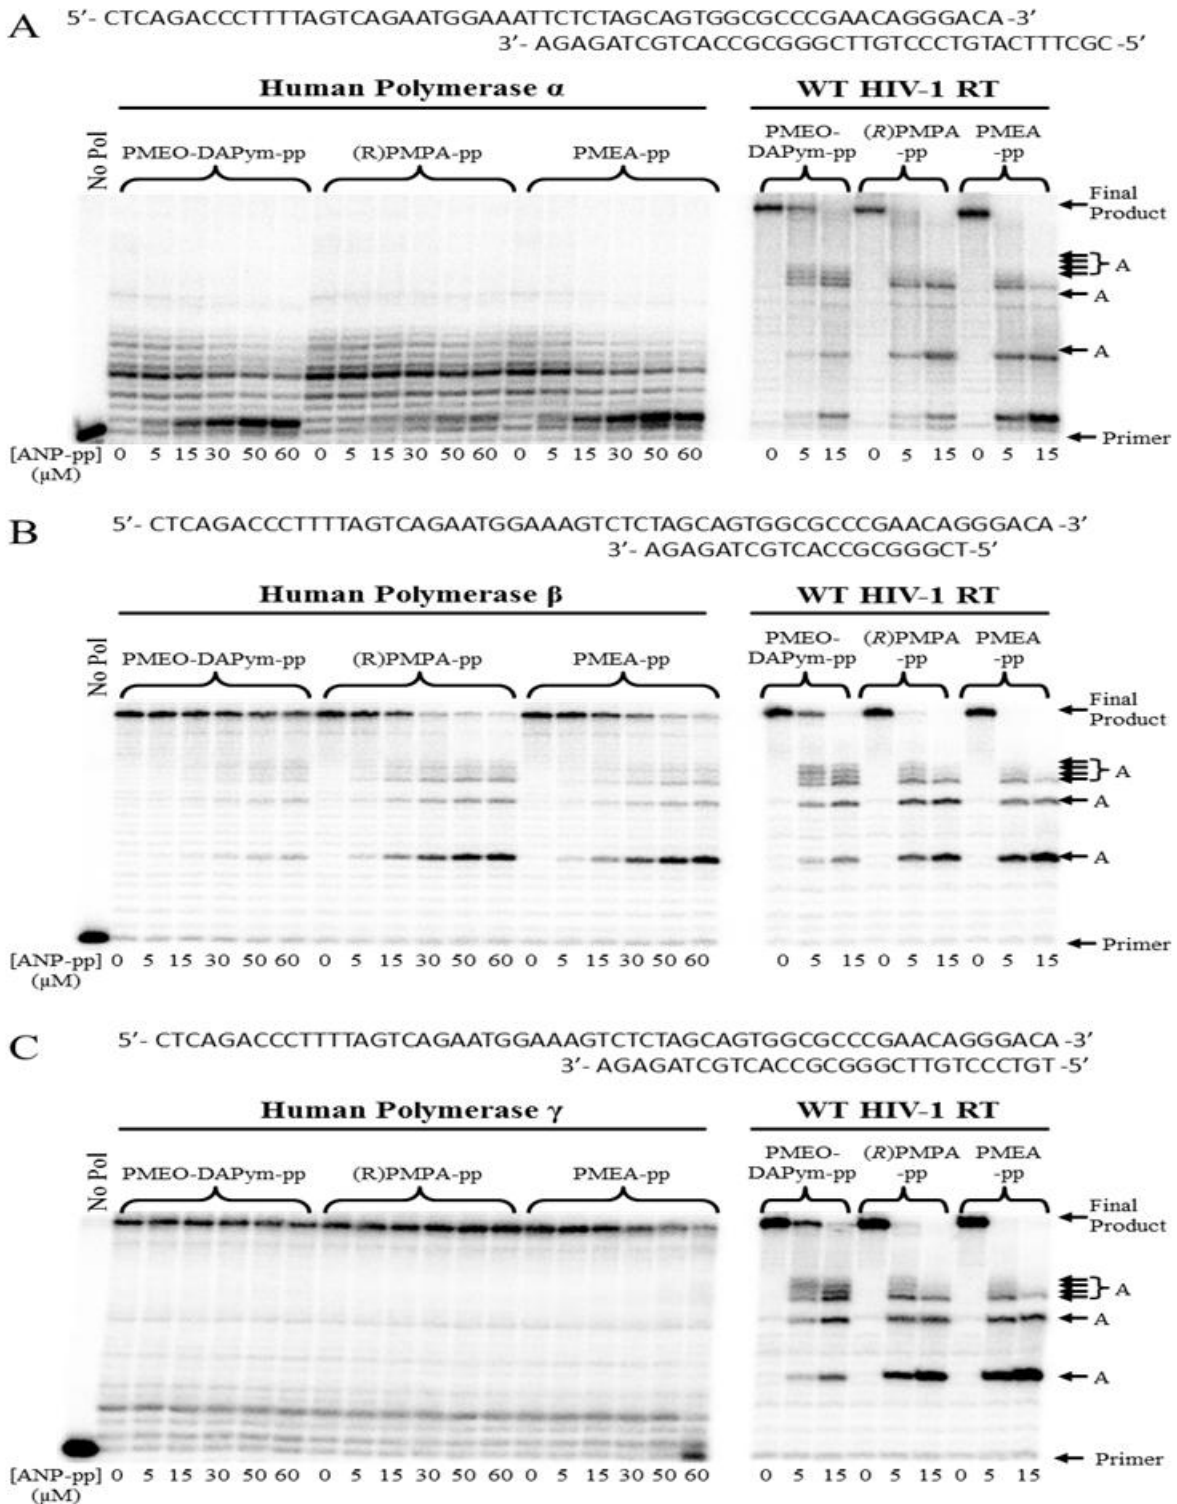 A
5′- CTCAGACCCTTTTAGTCAGAATGGAAATTCTCTAGCAGTGGCGCCCGAACAGGGACA -3′
3′- AGAGATCGTCACCGCGGGCTTGTCCCTGTACTTTCGC -5′
Human Polymerase α
WT HIV-1 RT
No Pol
PMEO-DAPym-pp
(R)PMPA-pp
PMEA-pp
PMEO-
DAPym-pp
(R)PMPA
-pp
PMEA
-pp
Final
Product
A
A
A
Primer
[ANP-pp] 0 5 15 30 50 60 0 5 15 30 50 60 0 5 15 30 50 60 0 5 15 0 5 15 0 5 15
(µM)
B
5′- CTCAGACCCTTTTAGTCAGAATGGAAAGTCTCTAGCAGTGGCGCCCGAACAGGGACA -3′
3′- AGAGATCGTCACCGCGGGCT-5′
Human Polymerase β
WT HIV-1 RT
No Pol
PMEO-DAPym-pp
(R)PMPA-pp
PMEA-pp
PMEO-
DAPym-pp
(R)PMPA
-pp
PMEA
-pp
Final
Product
A
A
A
Primer
[ANP-pp] 0 5 15 30 50 60 0 5 15 30 50 60 0 5 15 30 50 60 0 5 15 0 5 15 0 5 15
(µM)
C
5′- CTCAGACCCTTTTAGTCAGAATGGAAAGTCTCTAGCAGTGGCGCCCGAACAGGGACA -3′
3′- AGAGATCGTCACCGCGGGCTTGTCCCTGT -5′
Human Polymerase γ
WT HIV-1 RT
No Pol
PMEO-DAPym-pp
(R)PMPA-pp
PMEA-pp
PMEO-
DAPym-pp
(R)PMPA
-pp
PMEA
-pp
Final
Product
A
A
A
Primer
[ANP-pp] 0 5 15 30 50 60 0 5 15 30 50 60 0 5 15 30 50 60 0 5 15 0 5 15 0 5 15
(µM)